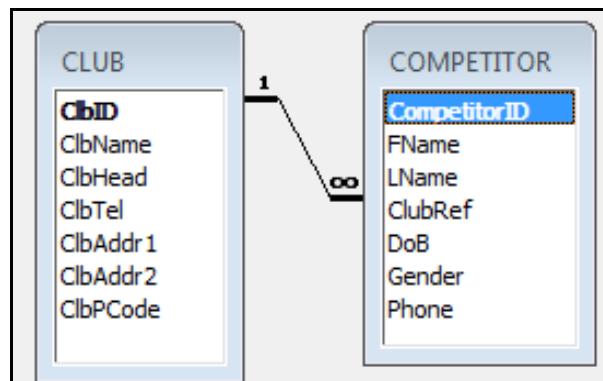 CLUB
ClbID
ClbName
ClbHead
ClbTel
ClbAddr1
ClbAddr2
ClbPCode
1
∞
COMPETITOR
CompetitorID
FName
LName
ClubRef
DoB
Gender
Phone